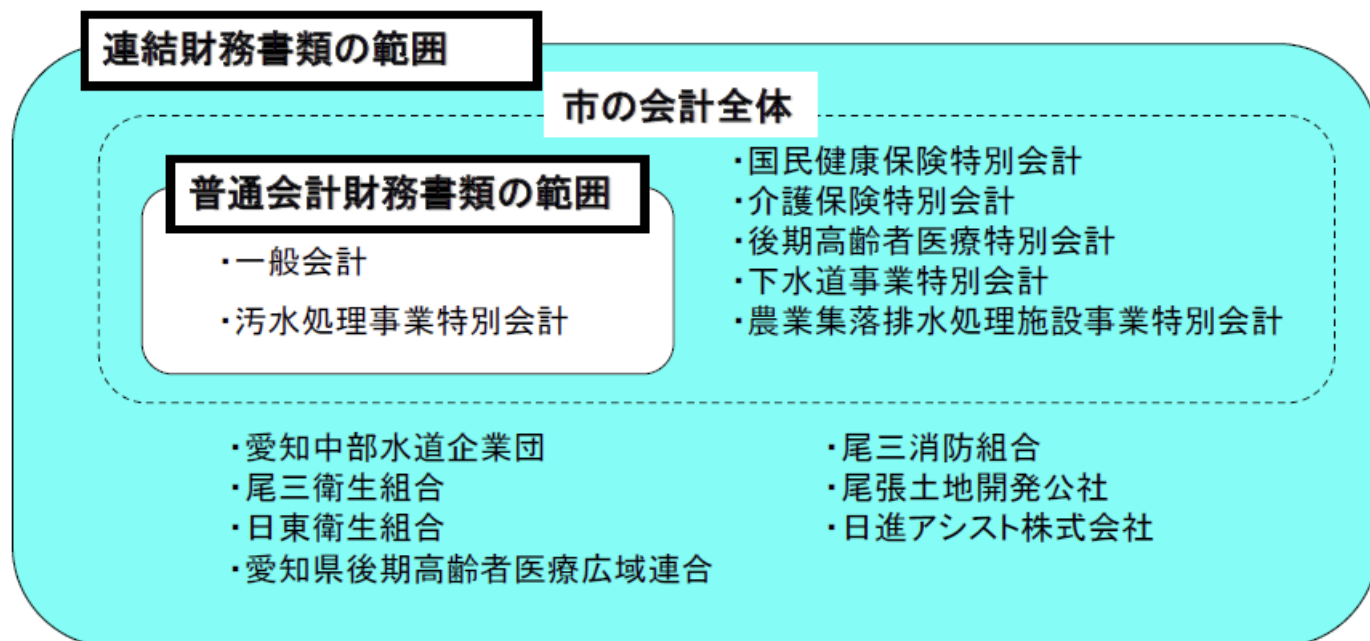 連結財務書類の範囲
市の会計全体
普通会計財務書類の範囲
・一般会計
・汚水処理事業特別会計
・国民健康保険特別会計
・介護保険特別会計
・後期高齢者医療特別会計
・下水道事業特別会計
・農業集落排水処理施設事業特別会計
・愛知中部水道企業団
・尾三衛生組合
・日東衛生組合
・愛知県後期高齢者医療広域連合
・尾三消防組合
・尾張土地開発公社
・日進アシスト株式会社